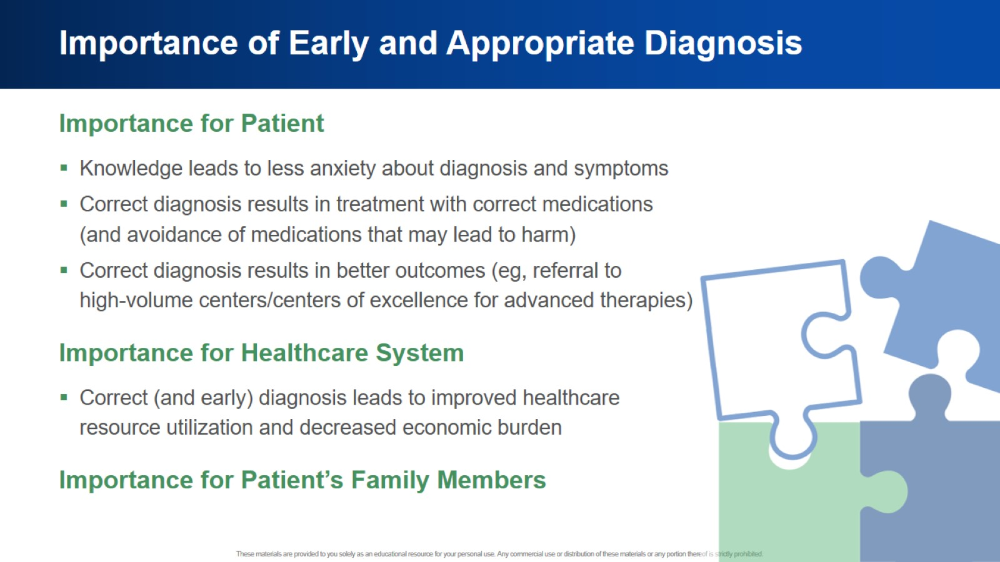 Importance of Early and Appropriate Diagnosis
Importance for Patient
▪ Knowledge leads to less anxiety about diagnosis and symptoms
▪ Correct diagnosis results in treatment with correct medications
(and avoidance of medications that may lead to harm)
▪ Correct diagnosis results in better outcomes (eg, referral to
high-volume centers/centers of excellence for advanced therapies)
Importance for Healthcare System
▪ Correct (and early) diagnosis leads to improved healthcare
resource utilization and decreased economic burden
Importance for Patient’s Family Members
These materials are provided to you solely as an educational resource for your personal use. Any commercial use or distribution of these materials or any portion thereof is strictly prohibited.